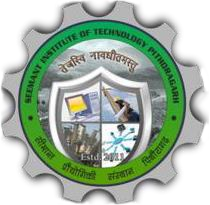 SEEMANT INSTITUTE OF TECHNOLOGY PITHORAGARH
तेजस्वि नावधीतमस्तु
Estd. 2011
सीमान्त प्रौद्योगिकी संस्थान पिथौरागढ़